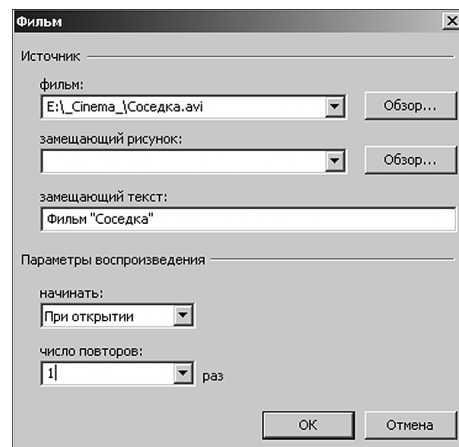 Фильм
Источник
фильм:
E:\_Cinema_\Соседка.avi
Обзор...
замещающий рисунок:
Обзор...
замещающий текст:
Фильм "Соседка"
Параметры воспроизведения
начинать:
При открытии
число повторов:
1 раз
ОК Отмена